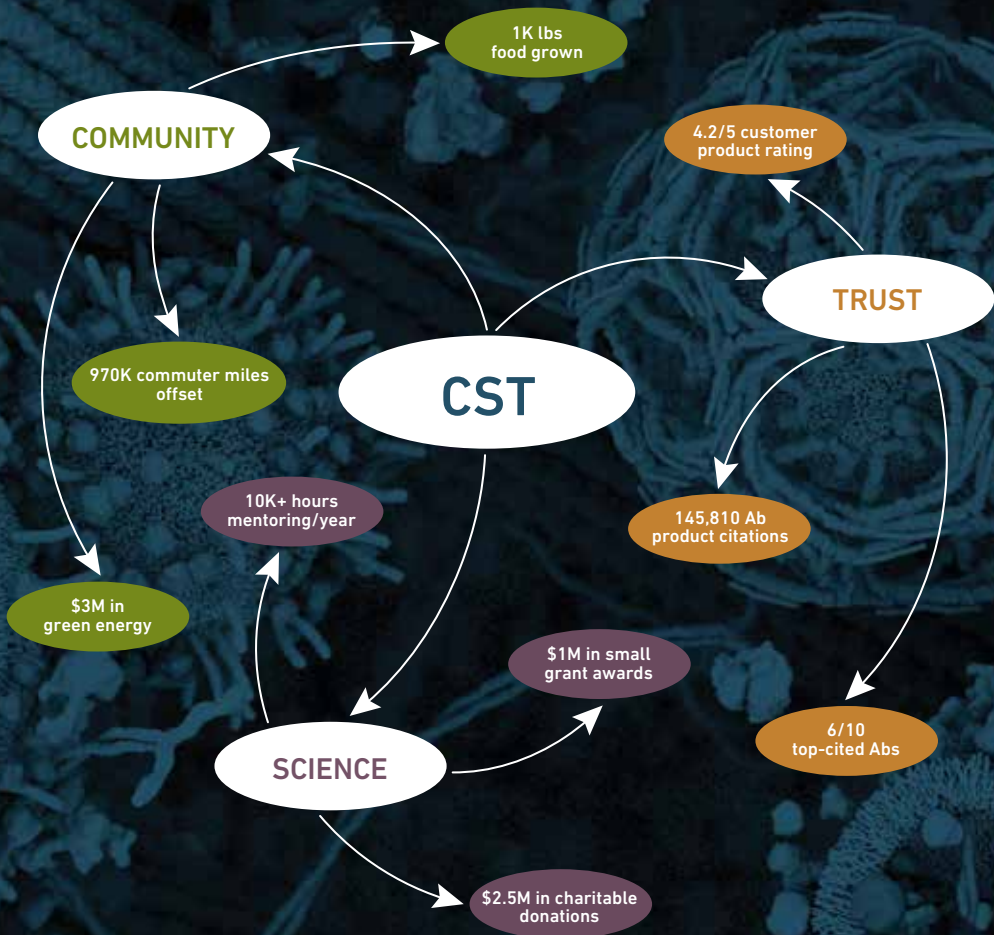 1K lbs
food grown
COMMUNITY
4.2/5 customer
product rating
TRUST
970K commuter miles
offset
CST
10K+ hours
mentoring/year
145,810 Ab
product citations
$3M in
green energy
$1M in small
grant awards
6/10
top-cited Abs
SCIENCE
$2.5M in charitable
donations